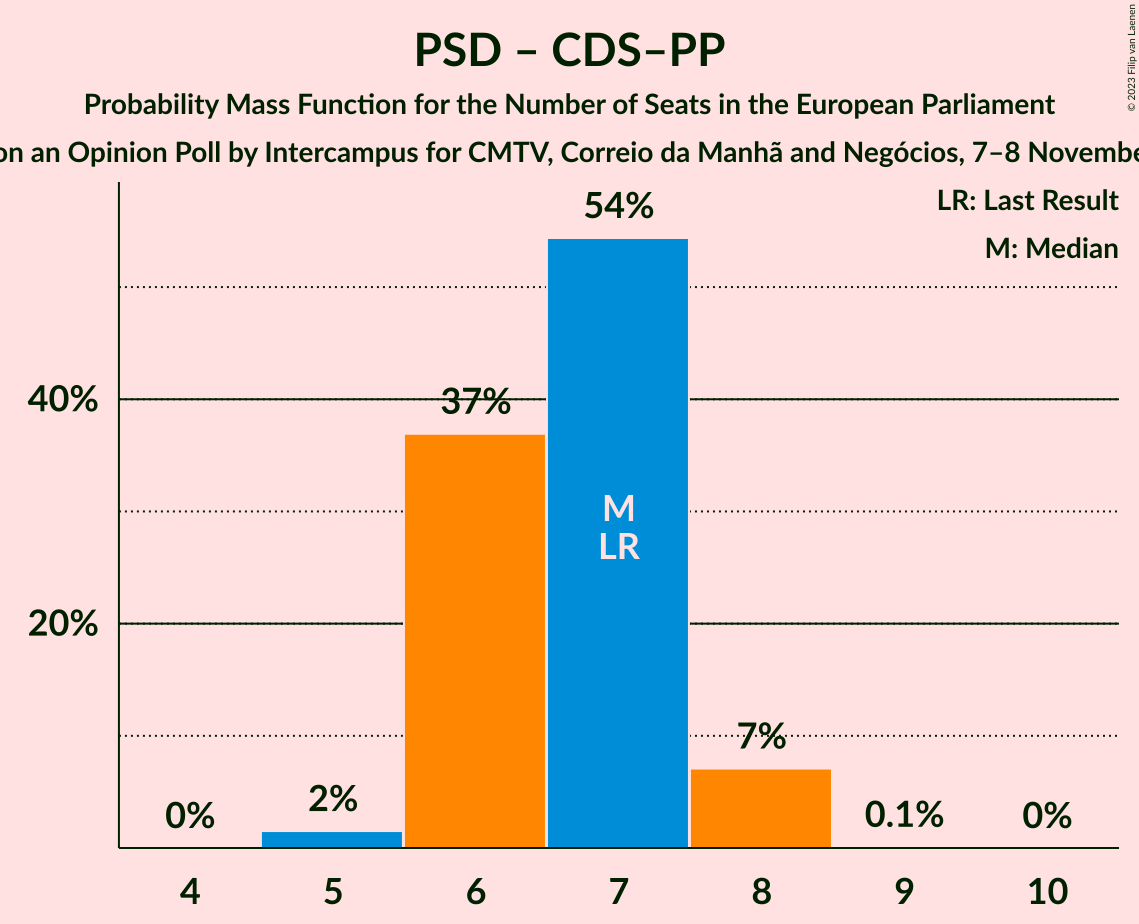 PSD – CDS–PP
Probability Mass Function for the Number of Seats in the European Parliament
on an Opinion Poll by Intercampus for CMTV, Correio da Manhã and Negócios, 7–8
LR: Last Result
M: Median
© 2023 Filip van Laenen
54%
40%
37%
M
LR
20%
7%
2%
0%
0.1%
0%
4 5 6 7 8 9 10